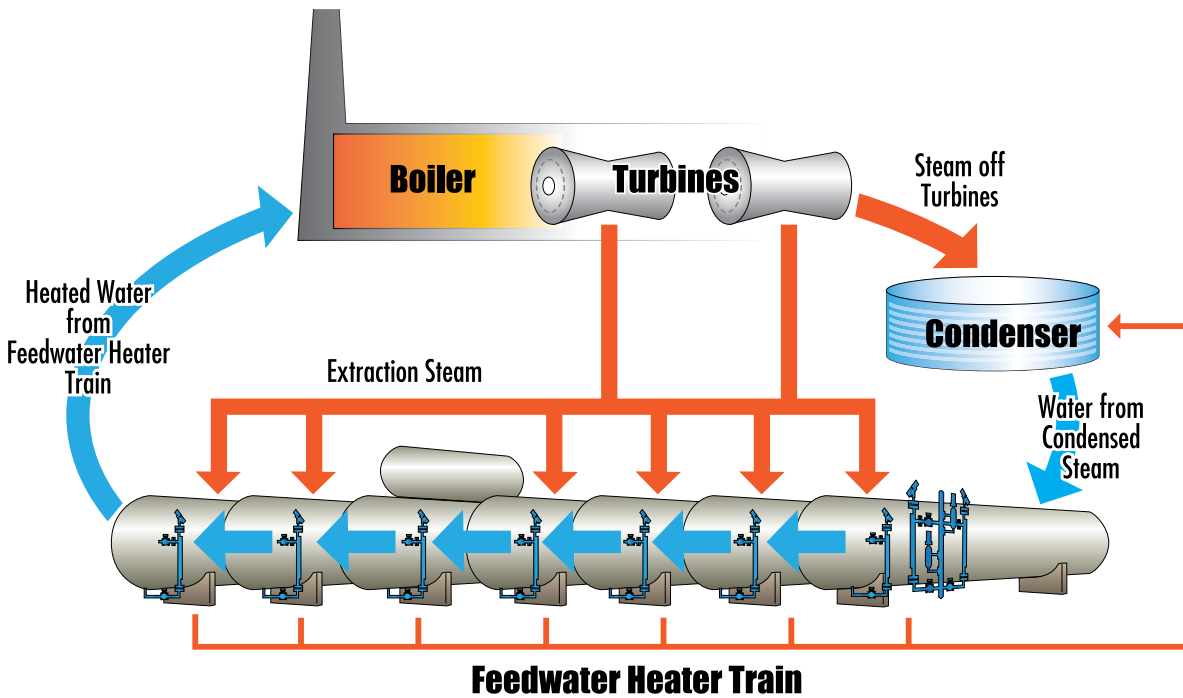 Boiler
Turbines
Steam off
Turbines
Heated Water
from
Feedwater Heater
Train
Condenser
Extraction Steam
Water from
Condensed
Steam
Feedwater Heater Train